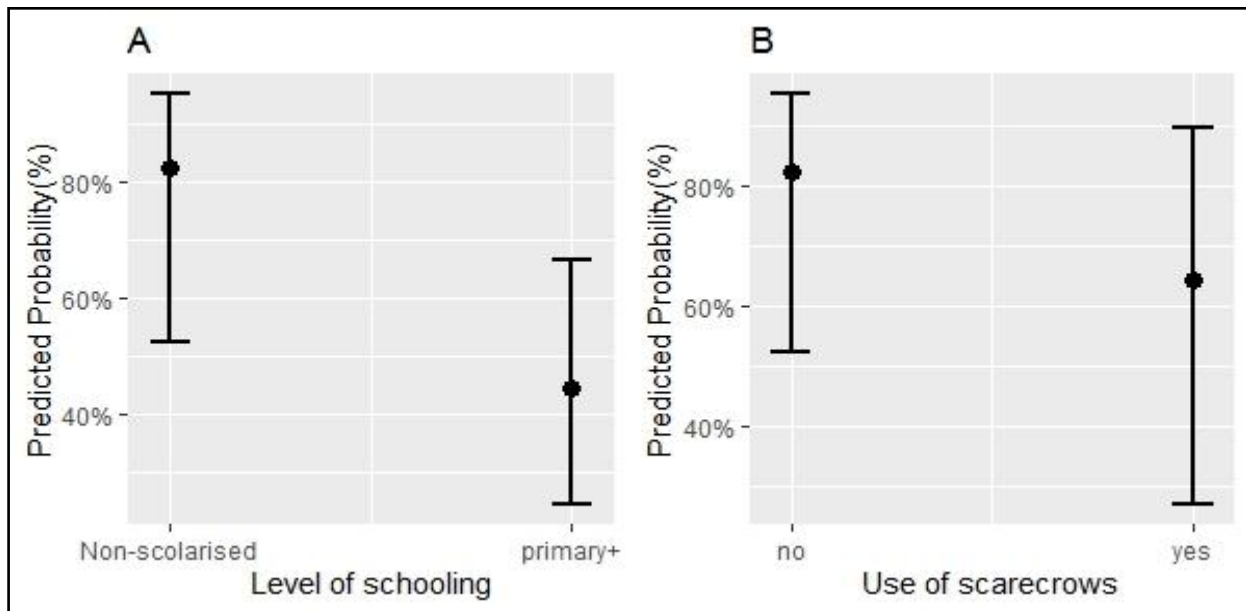 A
Predicted Probability(%)
80%
60%
40%
Non-scolarised
primary+
Level of schooling
B
Predicted Probability(%)
80%
60%
40%
no
yes
Use of scarecrows